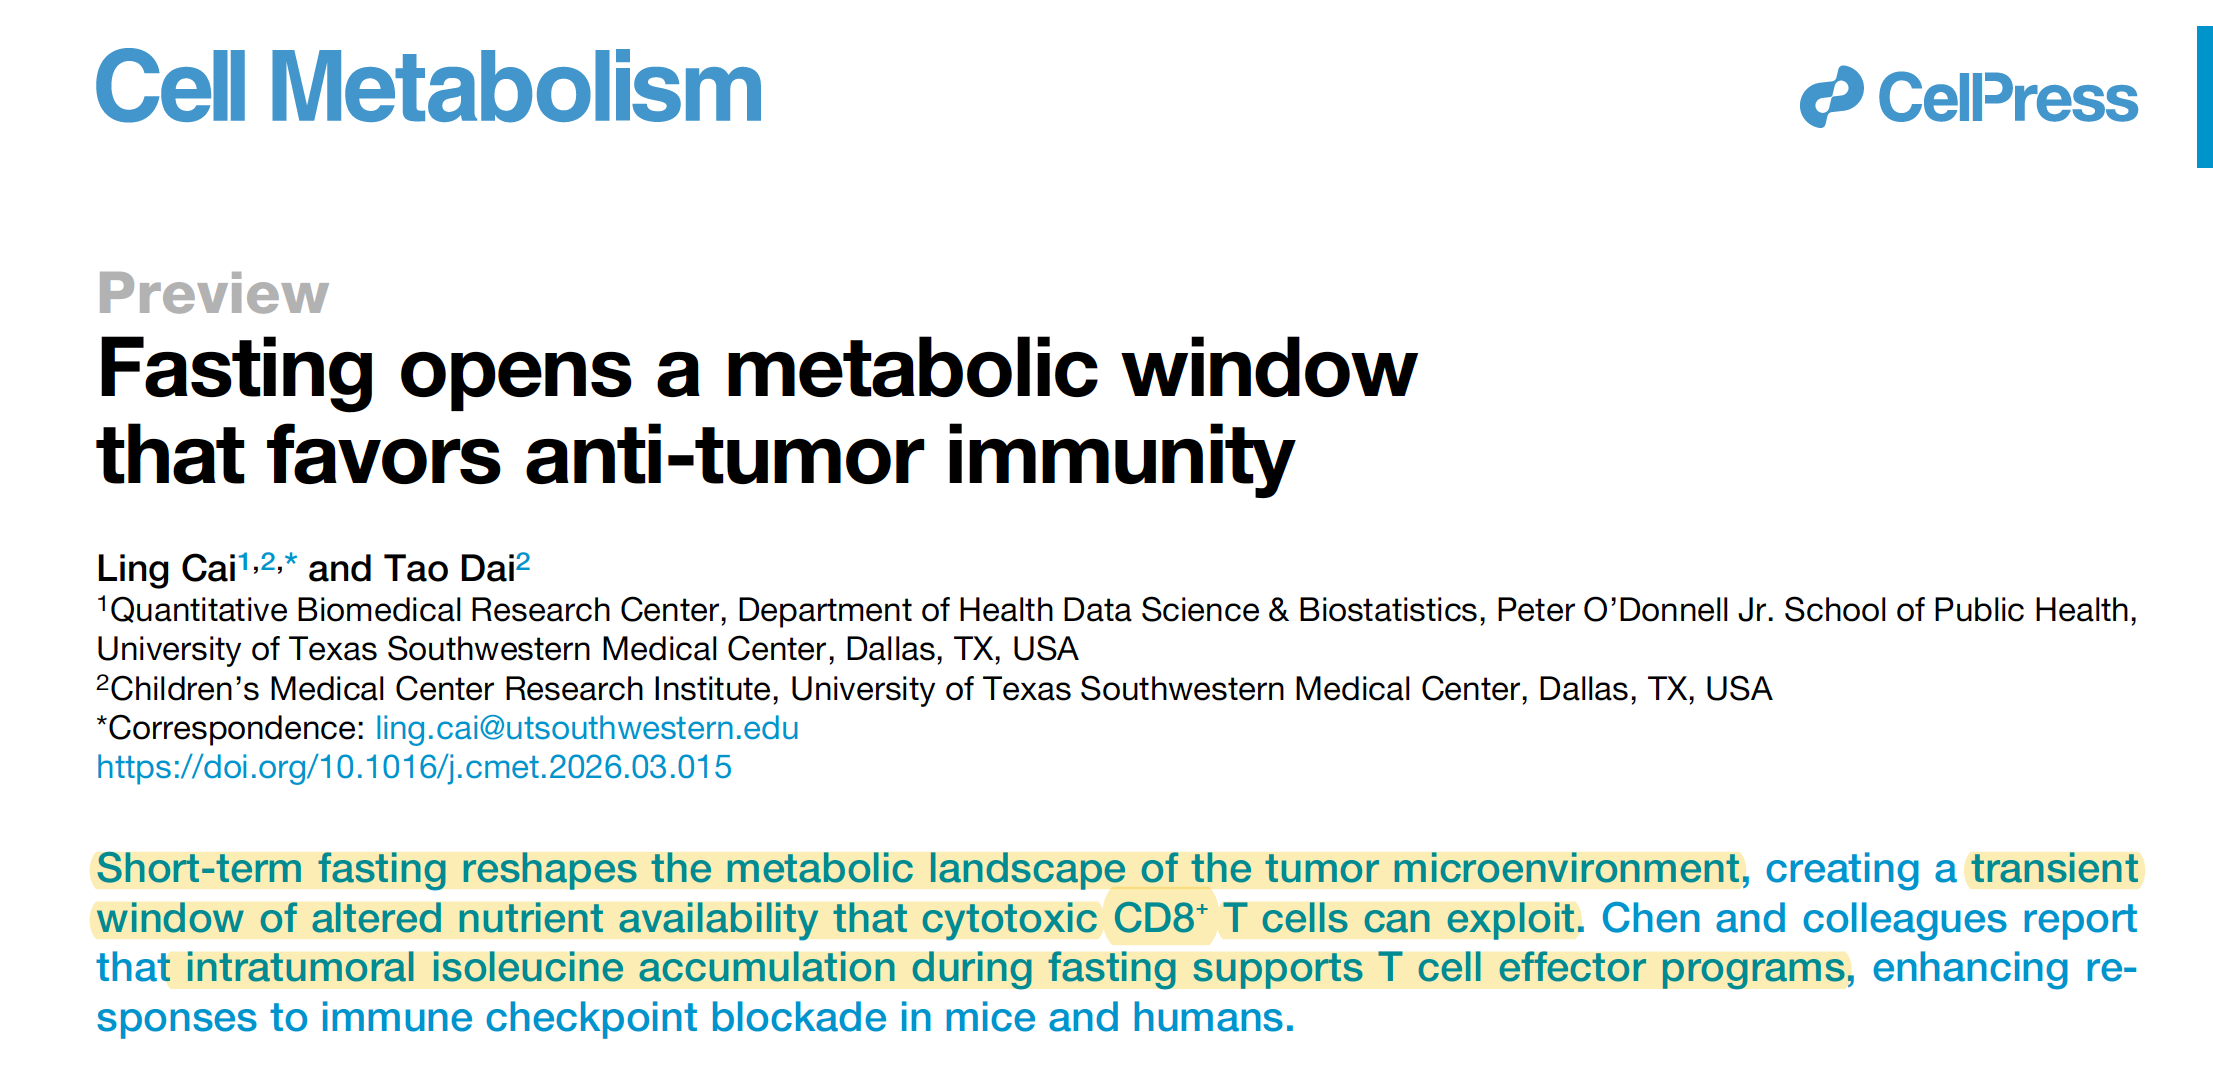 Cell Metabolism
CellPress
Preview
Fasting opens a metabolic window
that favors anti-tumor immunity
Ling Cai1,2,* and Tao Dai2
1Quantitative Biomedical Research Center, Department of Health Data Science & Biostatistics, Peter O’Donnell Jr. School of Public Health,
University of Texas Southwestern Medical Center, Dallas, TX, USA
2Children’s Medical Center Research Institute, University of Texas Southwestern Medical Center, Dallas, TX, USA
*Correspondence: ling.cai@utsouthwestern.edu
https://doi.org/10.1016/j.cmet.2026.03.015
Short-term fasting reshapes the metabolic landscape of the tumor microenvironment, creating a transient
window of altered nutrient availability that cytotoxic CD8+ T cells can exploit. Chen and colleagues report
that intratumoral isoleucine accumulation during fasting supports T cell effector programs, enhancing re-
sponses to immune checkpoint blockade in mice and humans.